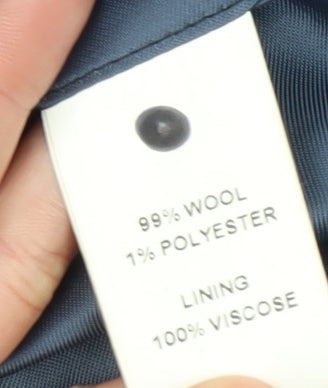 99% WOOL
1% POLYESTER
LINING
100% VISCOSE